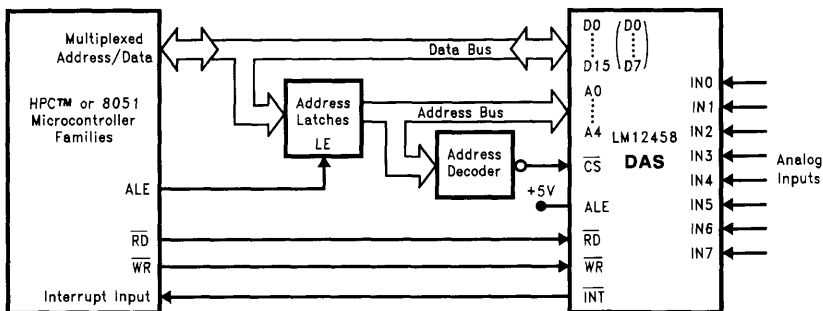 Multiplexed
Address/Data
HPC™ or 8051
Microcontroller
Families
ALE
RD
WR
Interrupt Input
Data Bus
Address
Latches
LE
Address Bus
Address
Decoder
+5V
D0 (D0
D15 D7)
A0
A4
CS
ALE
RD
WR
INT
LM12458
DAS
IN0
IN1
IN2
IN3
IN4
IN5
IN6
IN7
Analog
Inputs